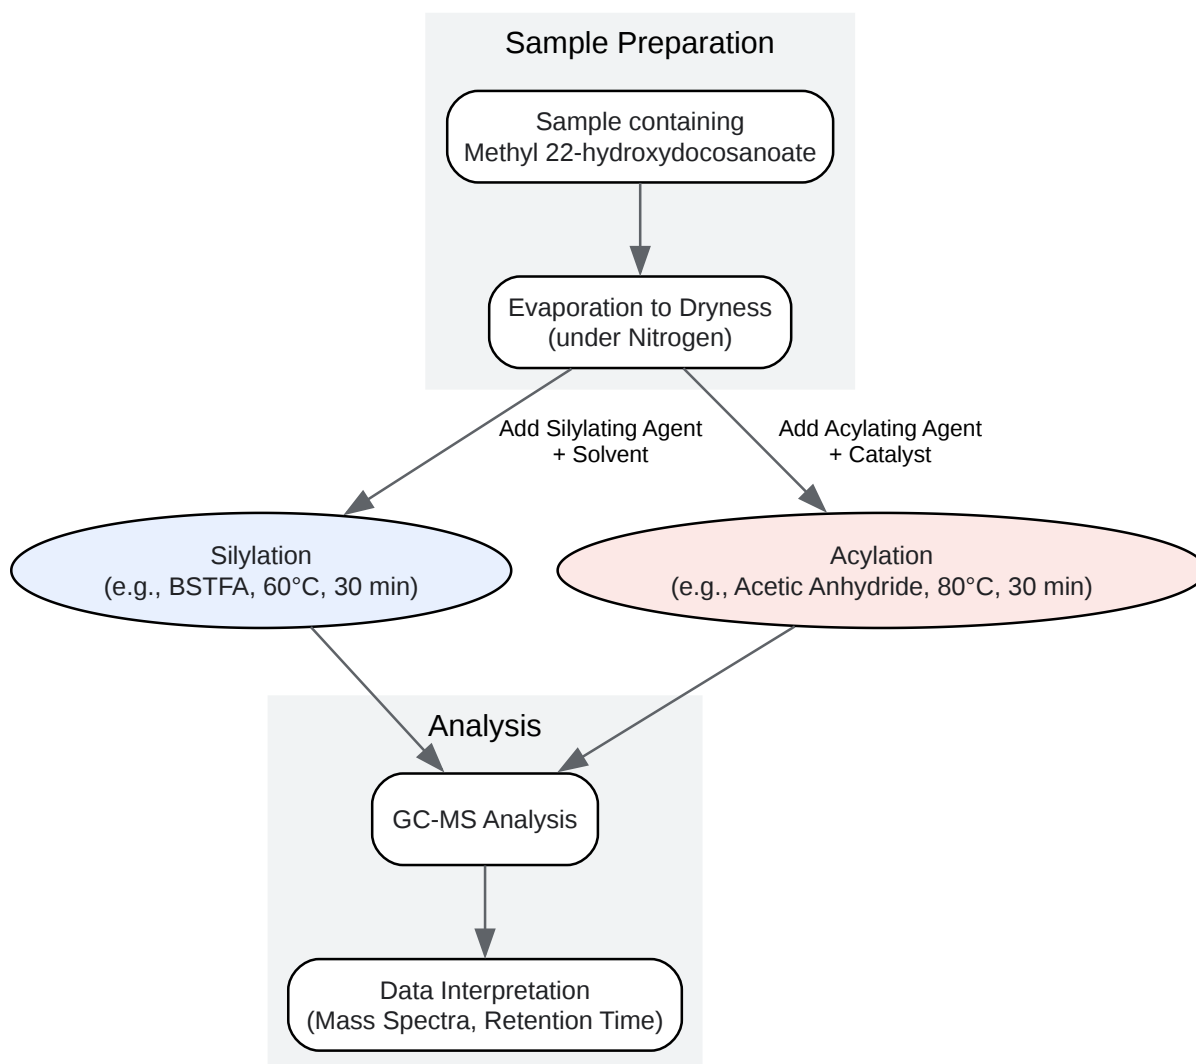 Sample Preparation
Sample containing
Methyl 22-hydroxydocosanoate
Evaporation to Dryness
(under Nitrogen)
Add Silylating Agent
+ Solvent
Add Acylating Agent
+ Catalyst
Silylation
(e.g., BSTFA, 60°C, 30 min)
Acylation
(e.g., Acetic Anhydride, 80°C, 30 min)
Analysis
GC-MS Analysis
Data Interpretation
(Mass Spectra, Retention Time)